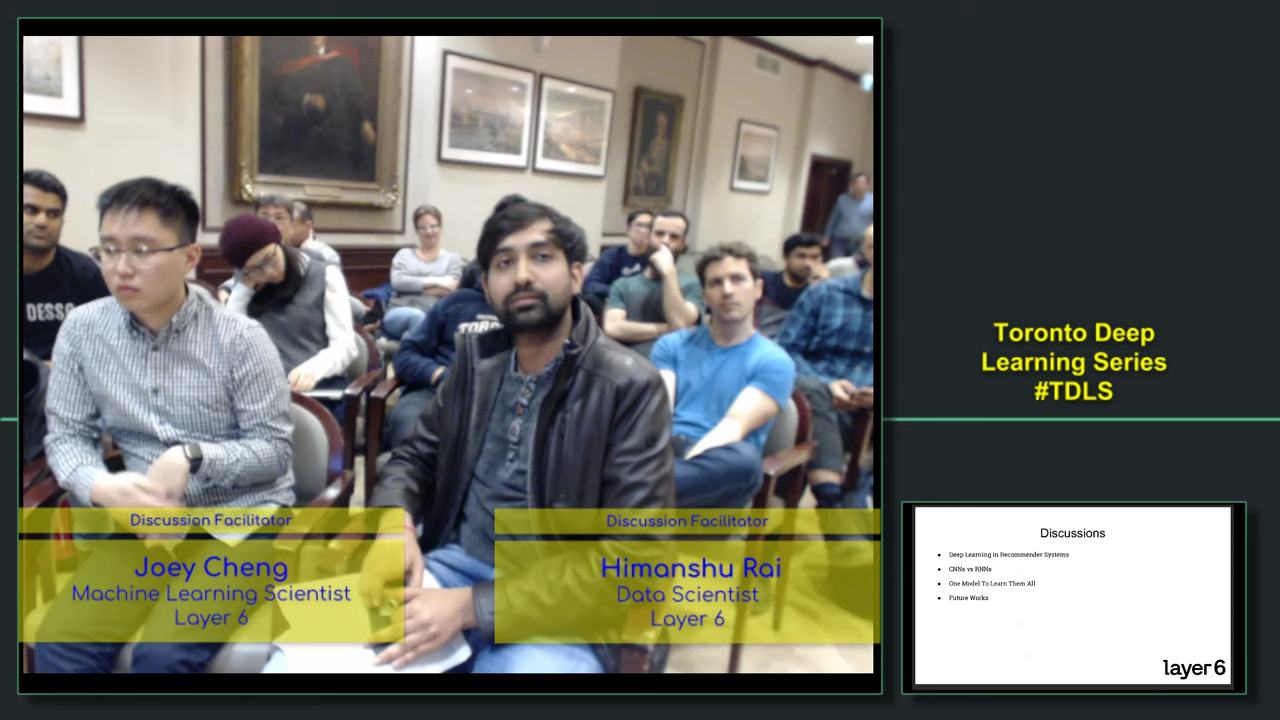 DESSO
TORO
Discussion Facilitator
Joey Cheng
Machine Learning Scientist
Layer 6
Discussion Facilitator
Himanshu Rai
Data Scientist
Layer 6
Toronto Deep
Learning Series
#TDLS
Discussions
Deep Learning in Recommender Systems
CNNs vs RNNs
One Model To Learn Them All
Future Works
layer 6